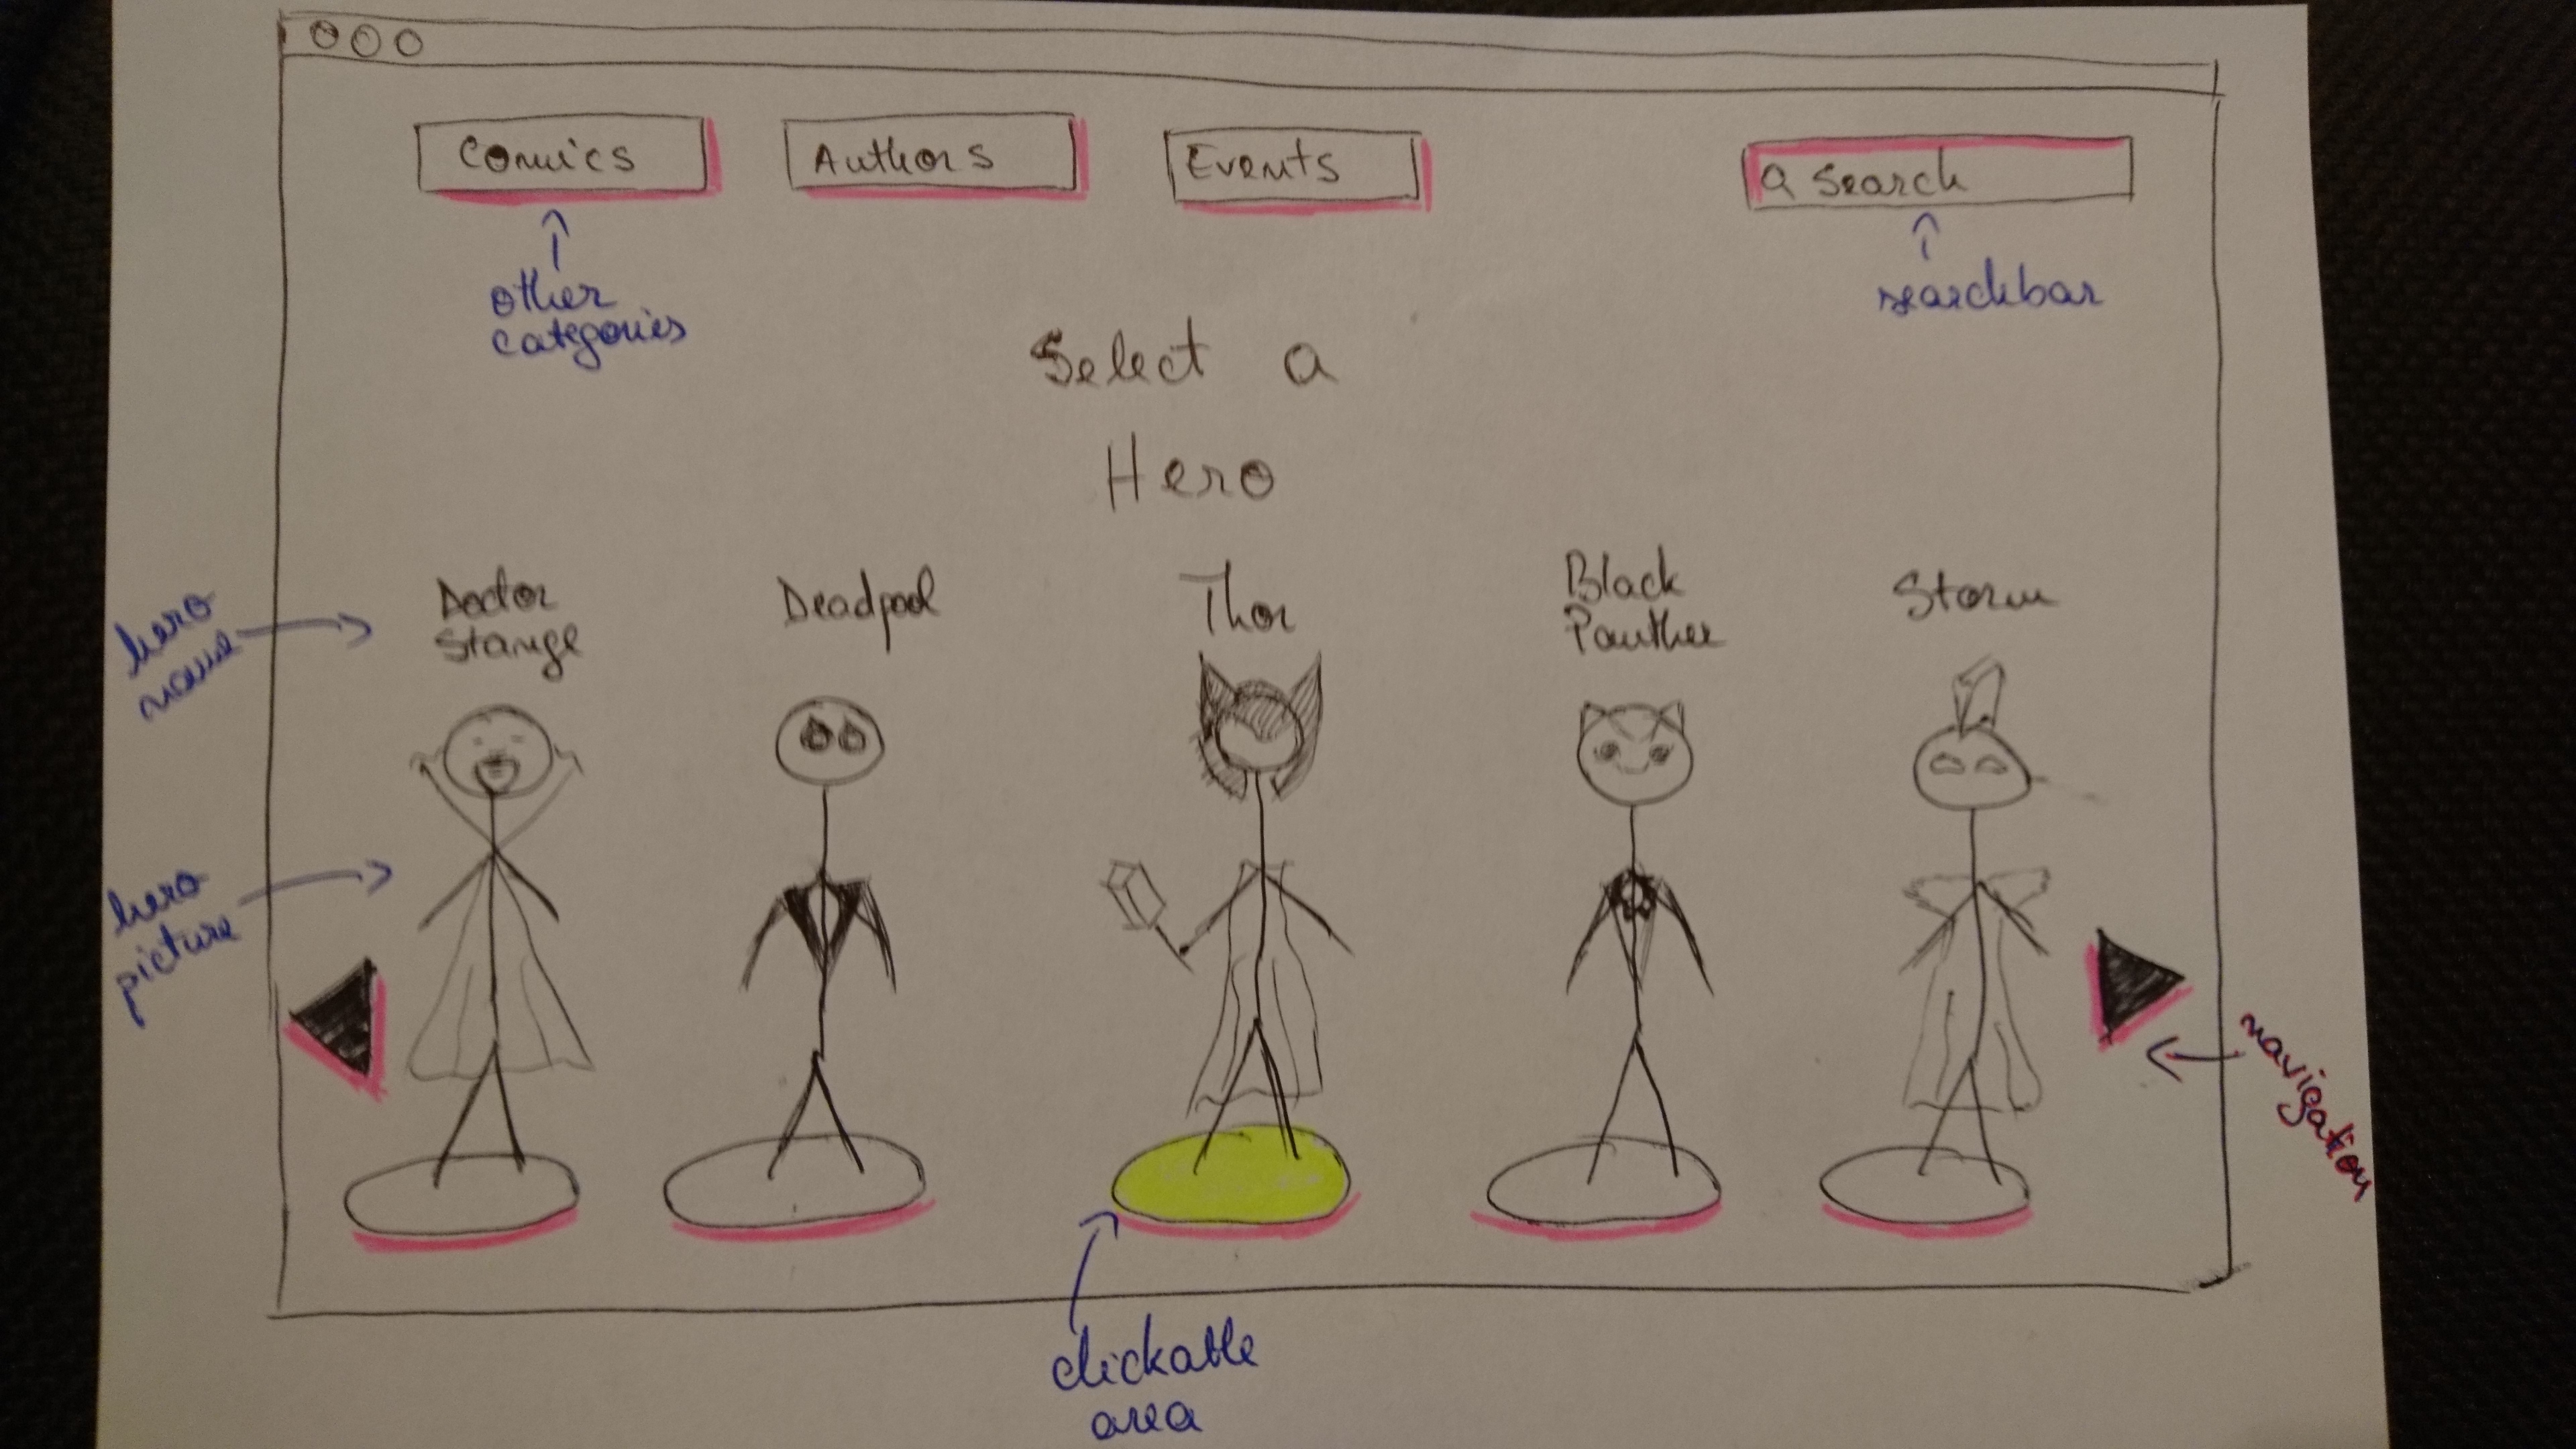 Comics
Authors
Events
Search
other
categories
searchbar
Select a
Hero
hero
name
Doctor
Stange
Deadpool
Thor
Black
Panther
Storm
hero
picture
navigation
clickable
area